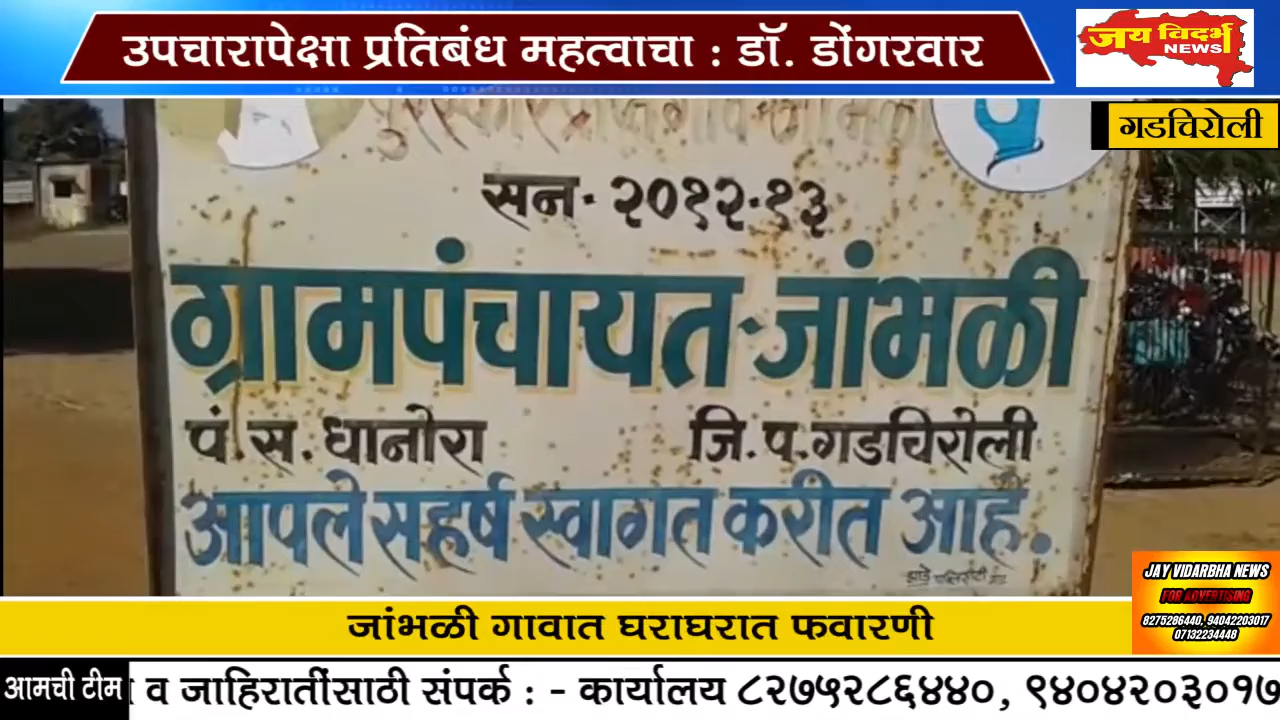 उपचारापेक्षा प्रतिबंध महत्वाचा : डॉ. डोंगरवार
जय विदर्भ
NEWS
गडचिरोली
सन - २०१२-१३
ग्रामपंचायत-जांभळी
पं.स. धानोरा जि.प.गडचिरोली
आपले सहर्ष स्वागत करीत आहे.
JAY VIDARBHA NEWS
FOR ADVERTISING
8275286440, 94042203017
07132234448
जांभळी गावात घराघरात फवारणी
आमची टीम व जाहिरातींसाठी संपर्क : - कार्यालय ८२७५२८६४४०, ९४०४२०३०१७